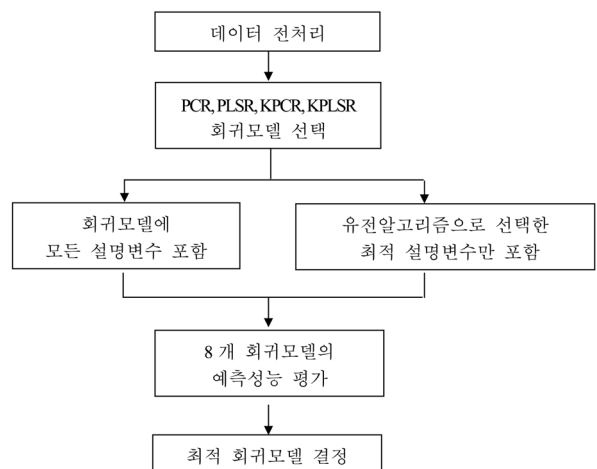 데이터 전처리
PCR, PLSR, KPCR, KPLSR
회귀모델 선택
회귀모델에
모든 설명변수 포함
유전알고리즘으로 선택한
최적 설명변수만 포함
8 개 회귀모델의
예측성능 평가
최적 회귀모델 결정